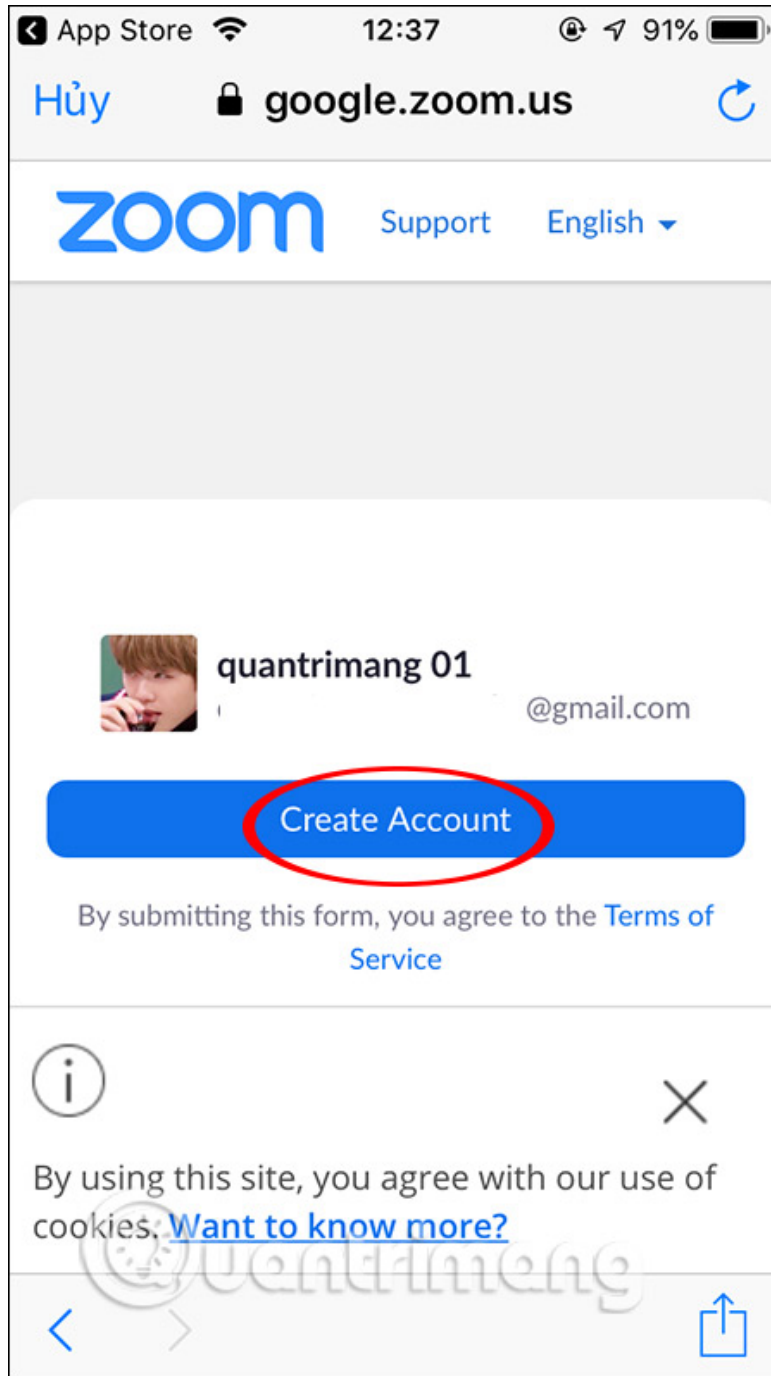 App Store 12:37 91%
Hủy google.zoom.us
zoom Support English
quantrimang 01
@gmail.com
Create Account
By submitting this form, you agree to the Terms of
Service
By using this site, you agree with our use of
cookies. Want to know more?
Quantrimang